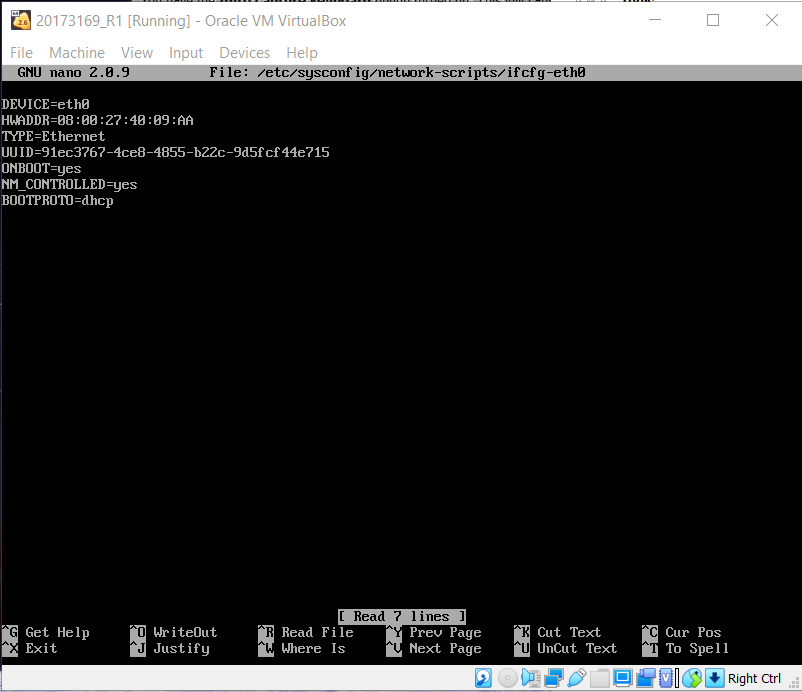 20173169_R1 [Running] - Oracle VM VirtualBox
File Machine View Input Devices Help
GNU nano 2.0.9 File: /etc/sysconfig/network-scripts/ifcfg-eth0
DEVICE=eth0
HWADDR=08:00:27:40:09:AA
TYPE=Ethernet
UUID=91ec3767-4ce8-4855-b22c-9d5fcf44e715
ONBOOT=yes
NM_CONTROLLED=yes
BOOTPROTO=dhcp
[ Read 7 lines ]
^G Get Help ^O WriteOut ^R Read File ^Y Prev Page ^K Cut Text ^C Cur Pos
^X Exit ^J Justify ^W Where Is ^V Next Page ^U UnCut Text ^T To Spell
Right Ctrl